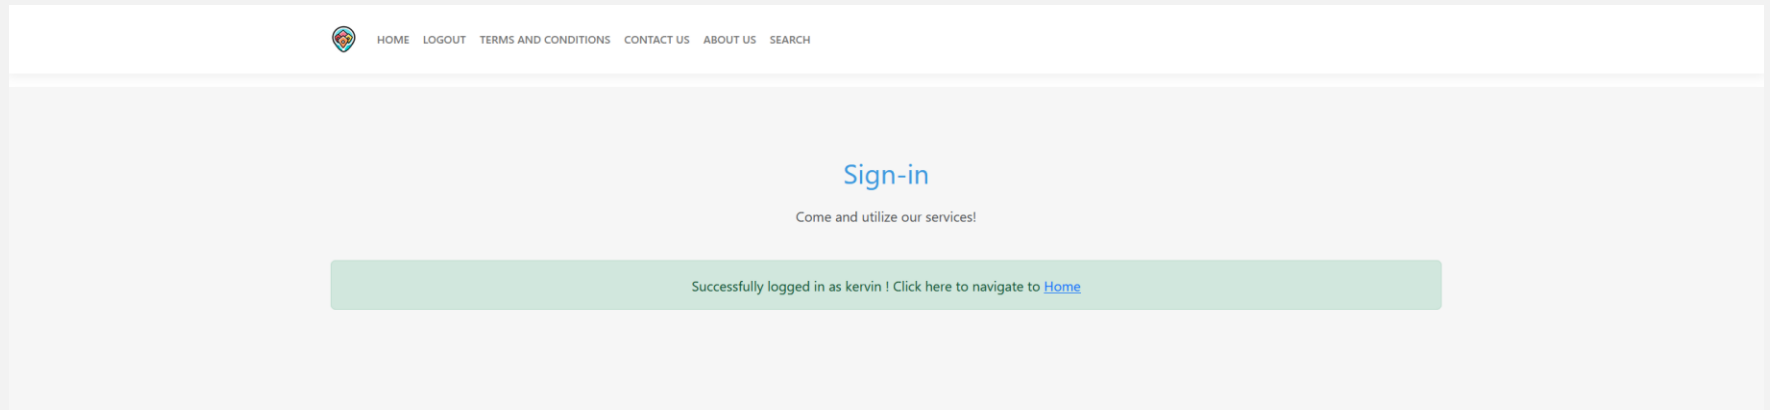 HOME LOGOUT TERMS AND CONDITIONS CONTACT US ABOUT US SEARCH
Sign-in
Come and utilize our services!
Successfully logged in as kervin ! Click here to navigate to Home